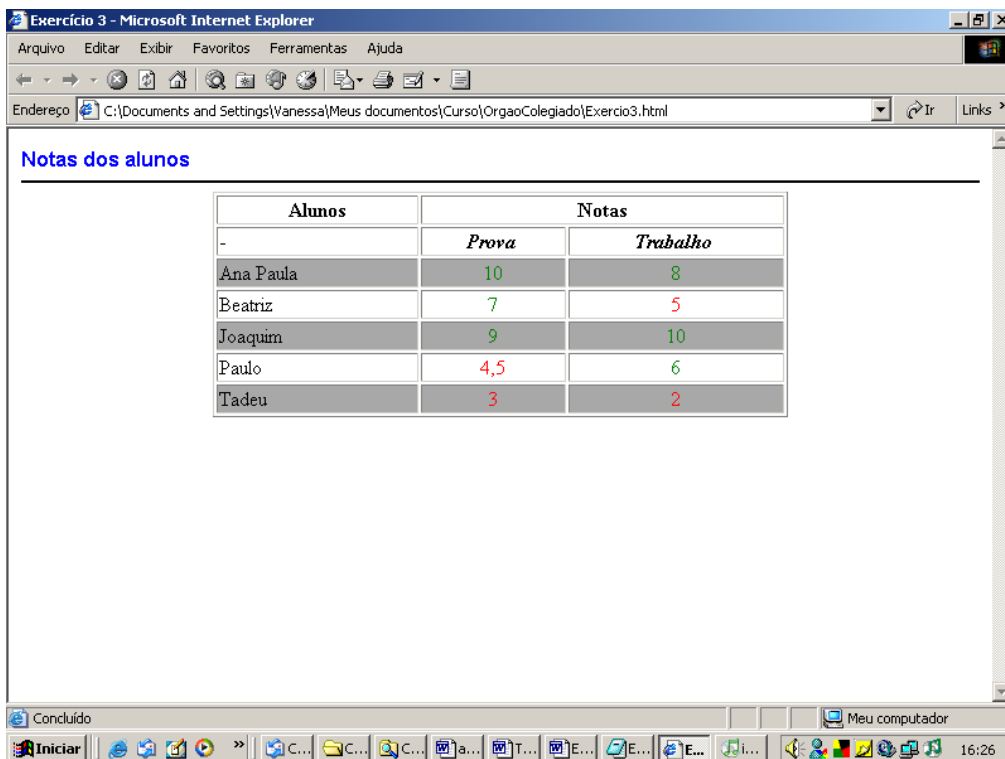 Exercício 3 - Microsoft Internet Explorer
Arquivo Editar Exibir Favoritos Ferramentas Ajuda
Endereço C:\Documents and Settings\Vanessa\Meus documentos\Curso\OrgaoColegiado\Exercio3.html Ir Links »
Notas dos alunos
Alunos Notas
- Prova Trabalho
Ana Paula 10 8
Beatriz 7 5
Joaquim 9 10
Paulo 4,5 6
Tadeu 3 2
Concluído Meu computador
Iniciar » C... C... C... a... T... E... E... E... i... 16:26